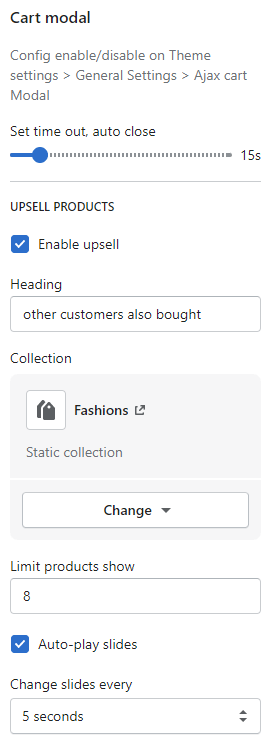 Cart modal
Config enable/disable on Theme
settings > General Settings > Ajax cart
Modal
Set time out, auto close
15s
UPSELL PRODUCTS
Enable upsell
Heading
other customers also bought
Collection
Fashions
Static collection
Change
Limit products show
8
Auto-play slides
Change slides every
5 seconds